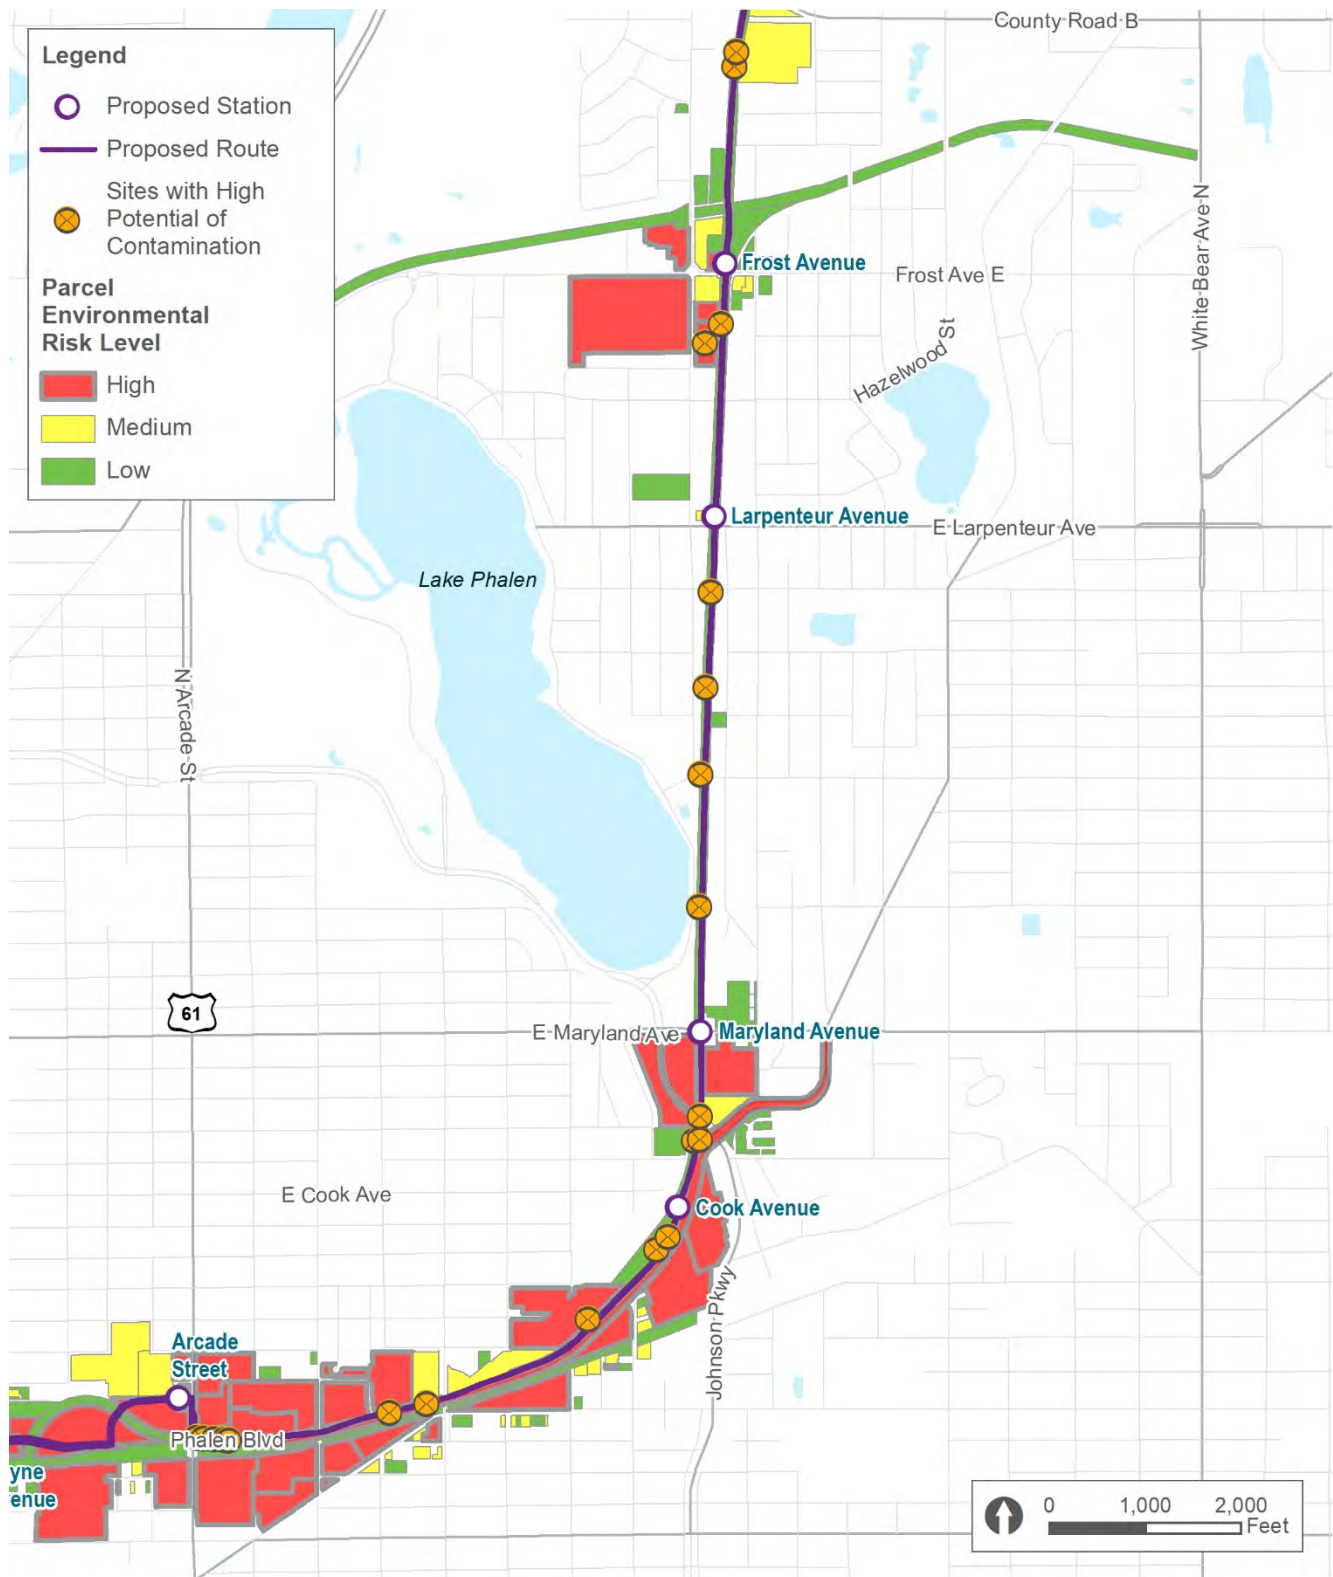 County Road B
Legend
Proposed Station
Proposed Route
Sites with High
Potential of
Contamination
Parcel
Environmental
Risk Level
High
Medium
Low
White Bear Ave N
Frost Avenue
Frost Ave E
Hazelwood St
Larpenteur Avenue
E Larpenteur Ave
Lake Phalen
N Arcade St
61
E Maryland Ave
Maryland Avenue
E Cook Ave
Cook Avenue
Johnson Pkwy
Arcade
Street
Phalen Blvd
yne
enue
0 1,000 2,000
Feet